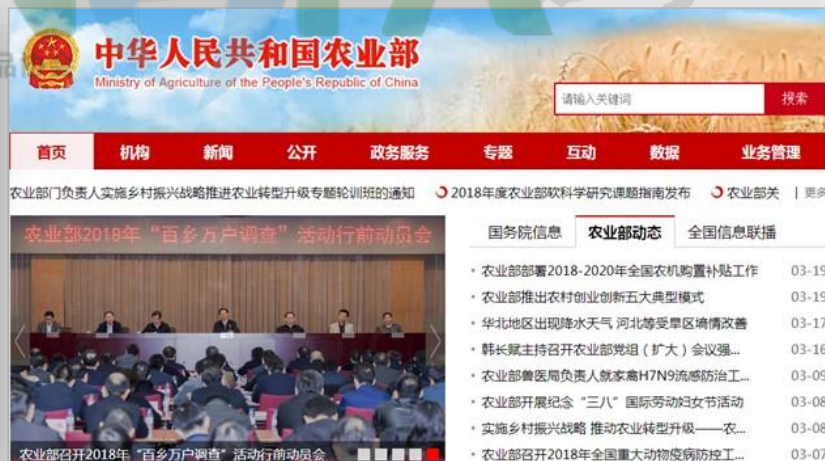 中华人民共和国农业部
Ministry of Agriculture of the People's Republic of China
请输入关键词 搜索
首页 机构 新闻 公开 政务服务 专题 互动 数据 业务管理
农业部门负责人实施乡村振兴战略推进农业转型升级专题轮训班的通知 2018年度农业部软科学研究课题指南发布 农业部关 | 更多
农业部2018年“百乡万户调查”活动行前动员会
农业部召开2018年“百乡万户调查”活动行前动员会
国务院信息 农业部动态 全国信息联播
· 农业部部署2018-2020年全国农机购置补贴工作 03-19
· 农业部推出农村创业创新五大典型模式 03-19
· 华北地区出现降水天气 河北等受旱区墒情改善 03-17
· 韩长赋主持召开农业部党组（扩大）会议强... 03-16
· 农业部兽医局负责人就家禽H7N9流感防治工... 03-09
· 农业部开展纪念“三八”国际劳动妇女节活动 03-08
· 实施乡村振兴战略 推动农业转型升级——农... 03-08
· 农业部召开2018年全国重大动物疫病防控工... 03-07